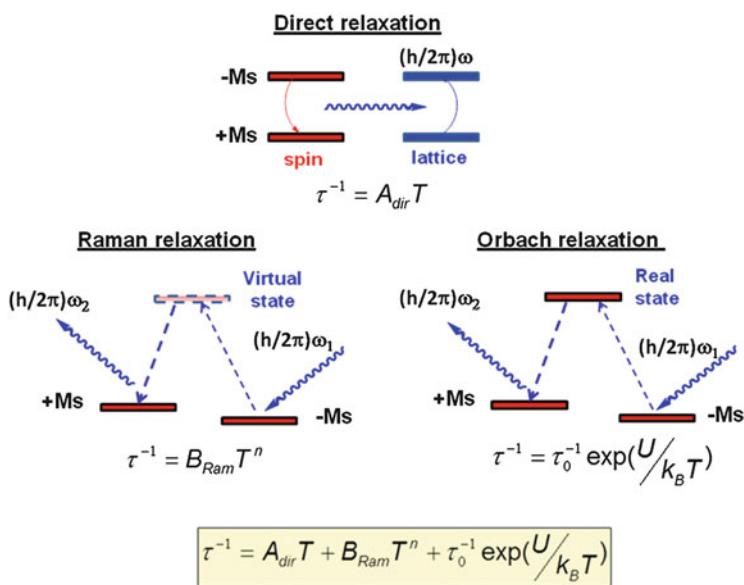 Direct relaxation
(h/2π)ω
-Ms
+Ms
spin
lattice
τ⁻¹ = A_dir T
Raman relaxation
Virtual
state
(h/2π)ω₂
(h/2π)ω₁
+Ms
-Ms
τ⁻¹ = B_Ram Tⁿ
Orbach relaxation
Real
state
(h/2π)ω₂
(h/2π)ω₁
+Ms
-Ms
τ⁻¹ = τ₀⁻¹ exp(U/k_B T)
τ⁻¹ = A_dir T + B_Ram Tⁿ + τ₀⁻¹ exp(U/k_B T)